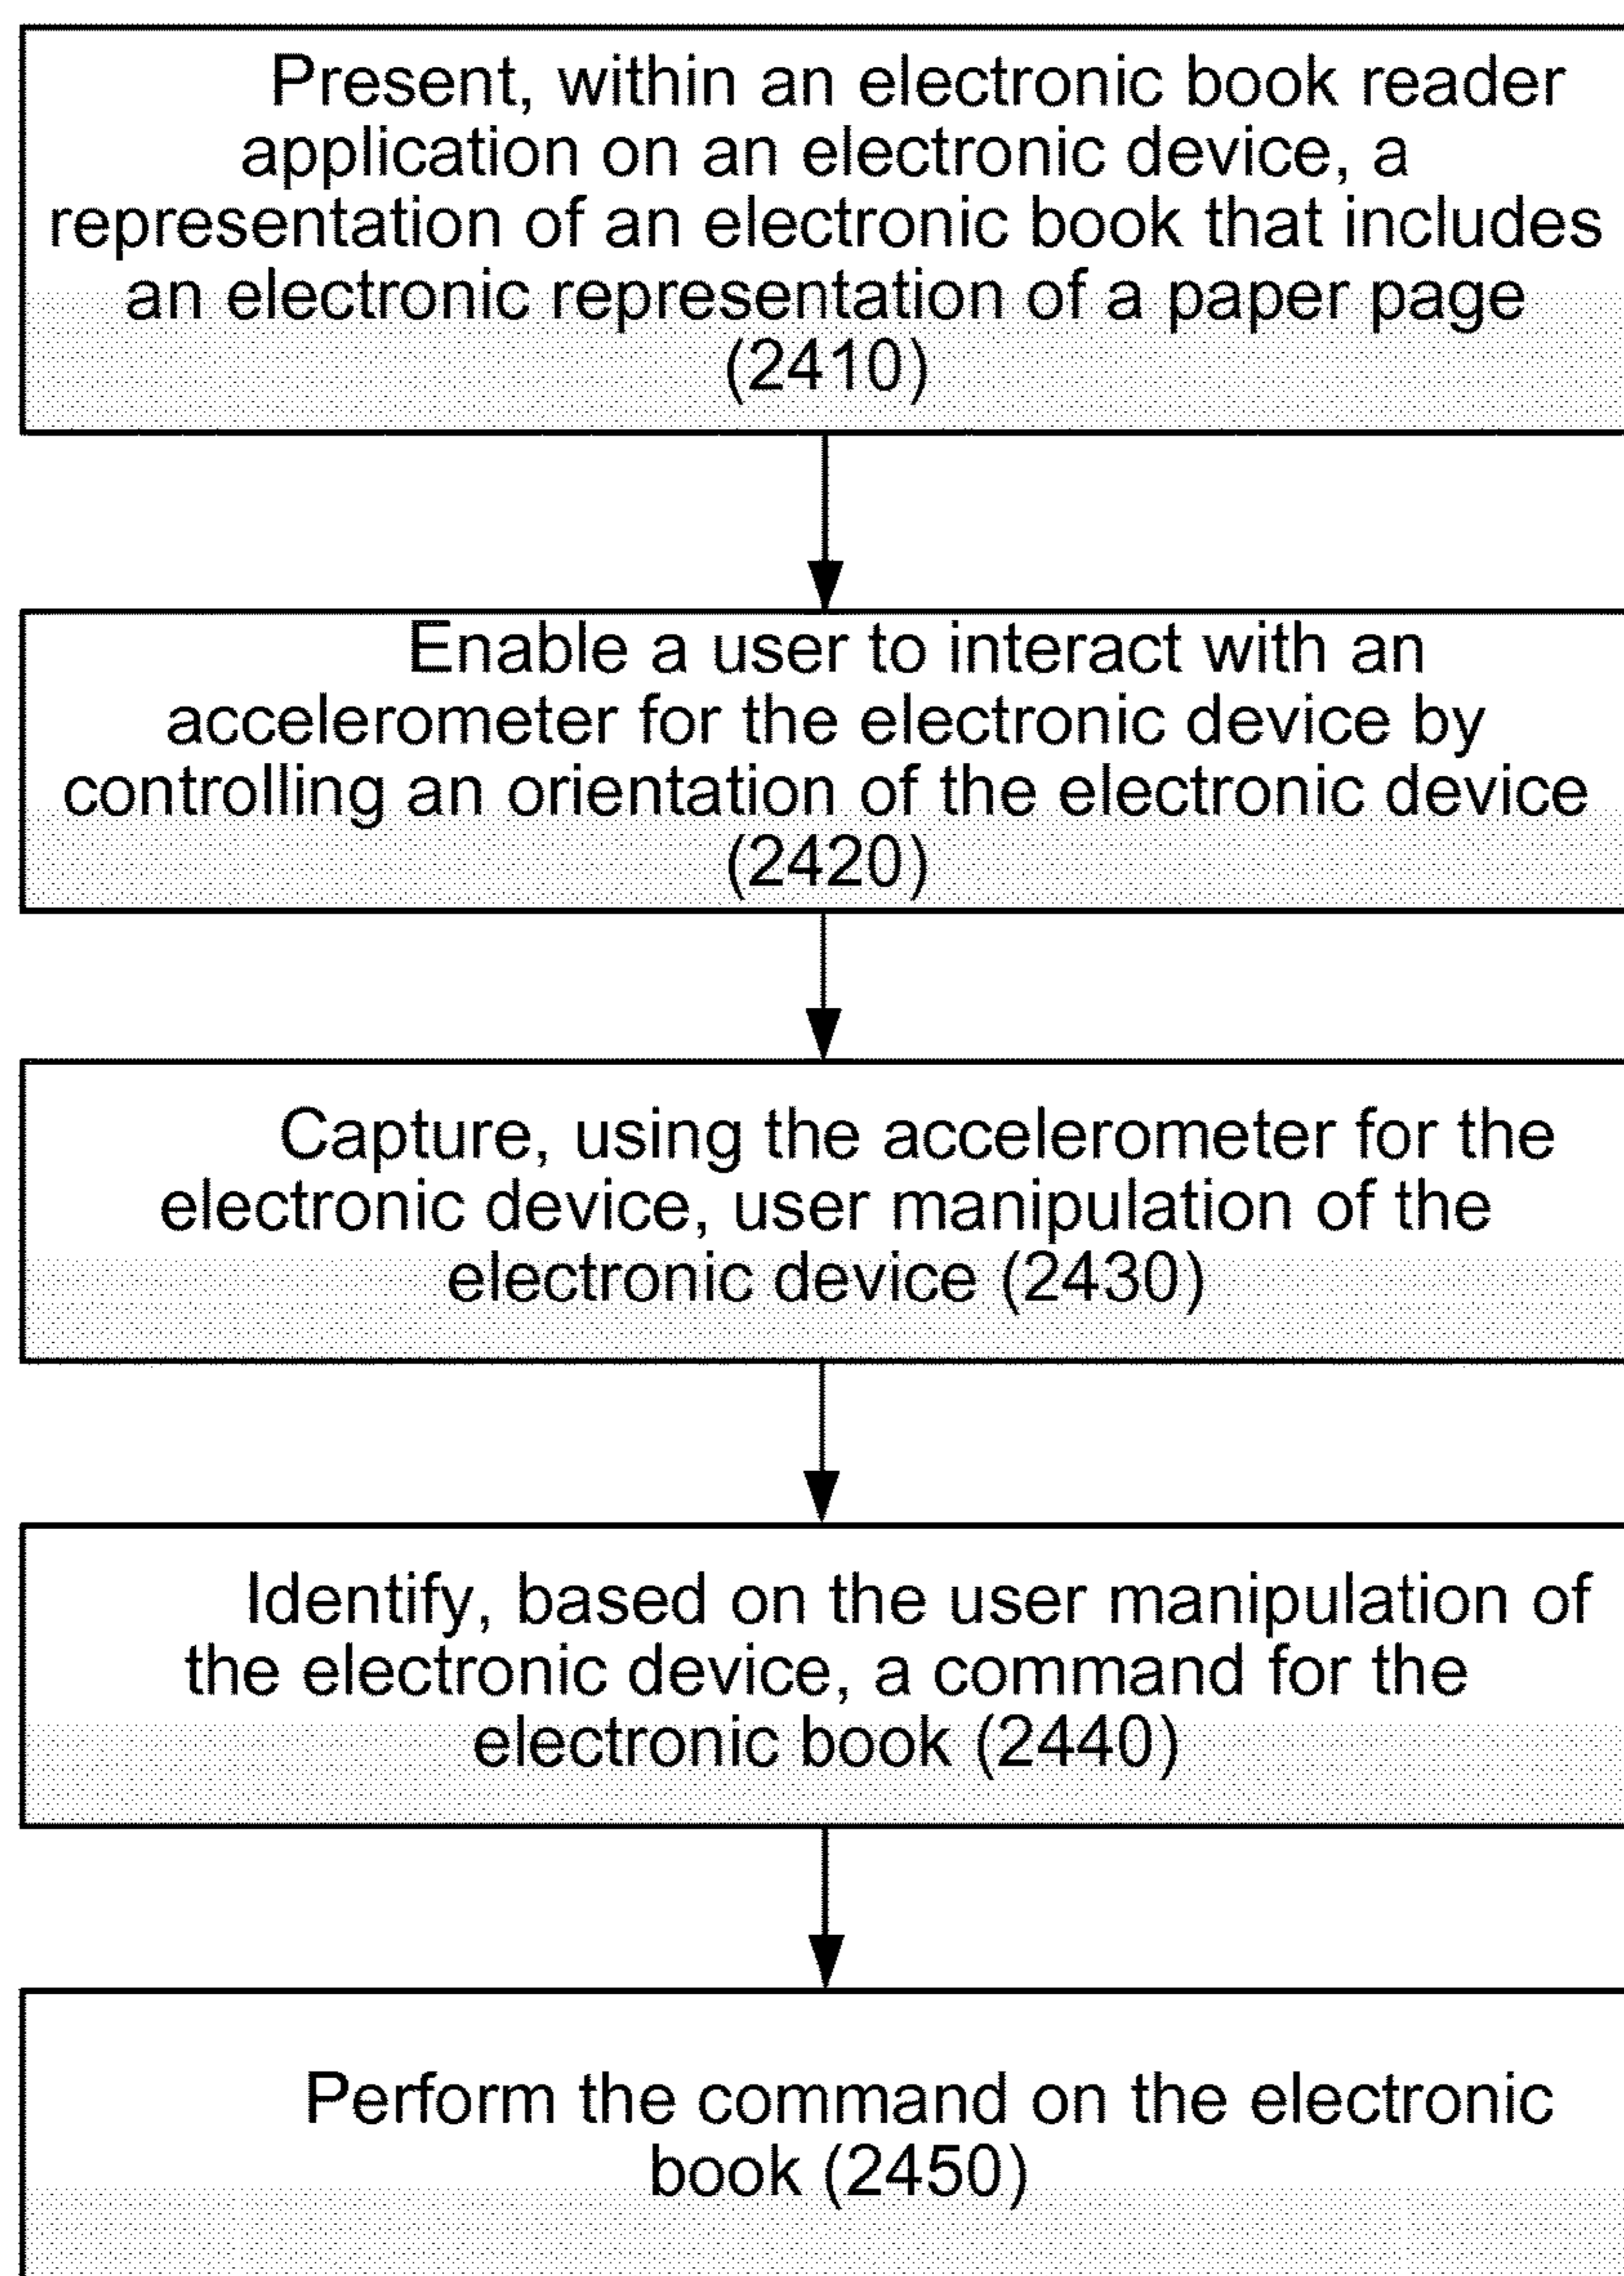 Present, within an electronic book reader
application on an electronic device, a
representation of an electronic book that includes
an electronic representation of a paper page
(2410)
Enable a user to interact with an
accelerometer for the electronic device by
controlling an orientation of the electronic device
(2420)
Capture, using the accelerometer for the
electronic device, user manipulation of the
electronic device (2430)
Identify, based on the user manipulation of
the electronic device, a command for the
electronic book (2440)
Perform the command on the electronic
book (2450)